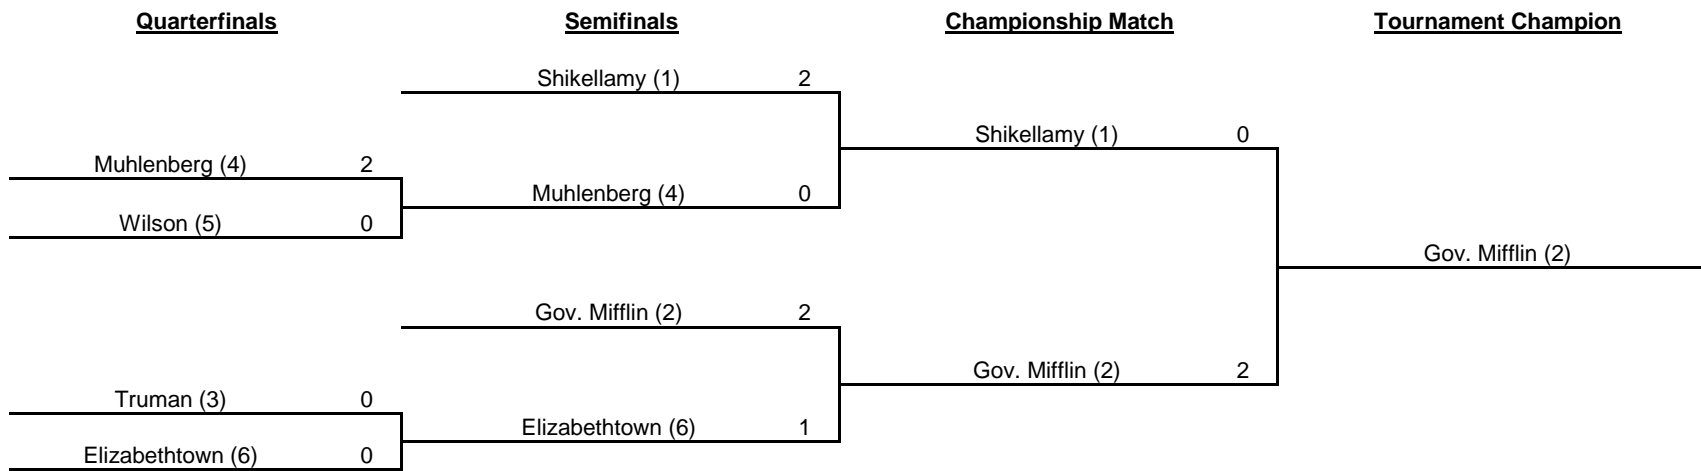 Quarterfinals Semifinals Championship Match Tournament Champion
Shikellamy (1) 2
Shikellamy (1) 0
Muhlenberg (4) 2
Muhlenberg (4) 0
Wilson (5) 0
Gov. Mifflin (2)
Gov. Mifflin (2) 2
Gov. Mifflin (2) 2
Truman (3) 0
Elizabethtown (6) 1
Elizabethtown (6) 0